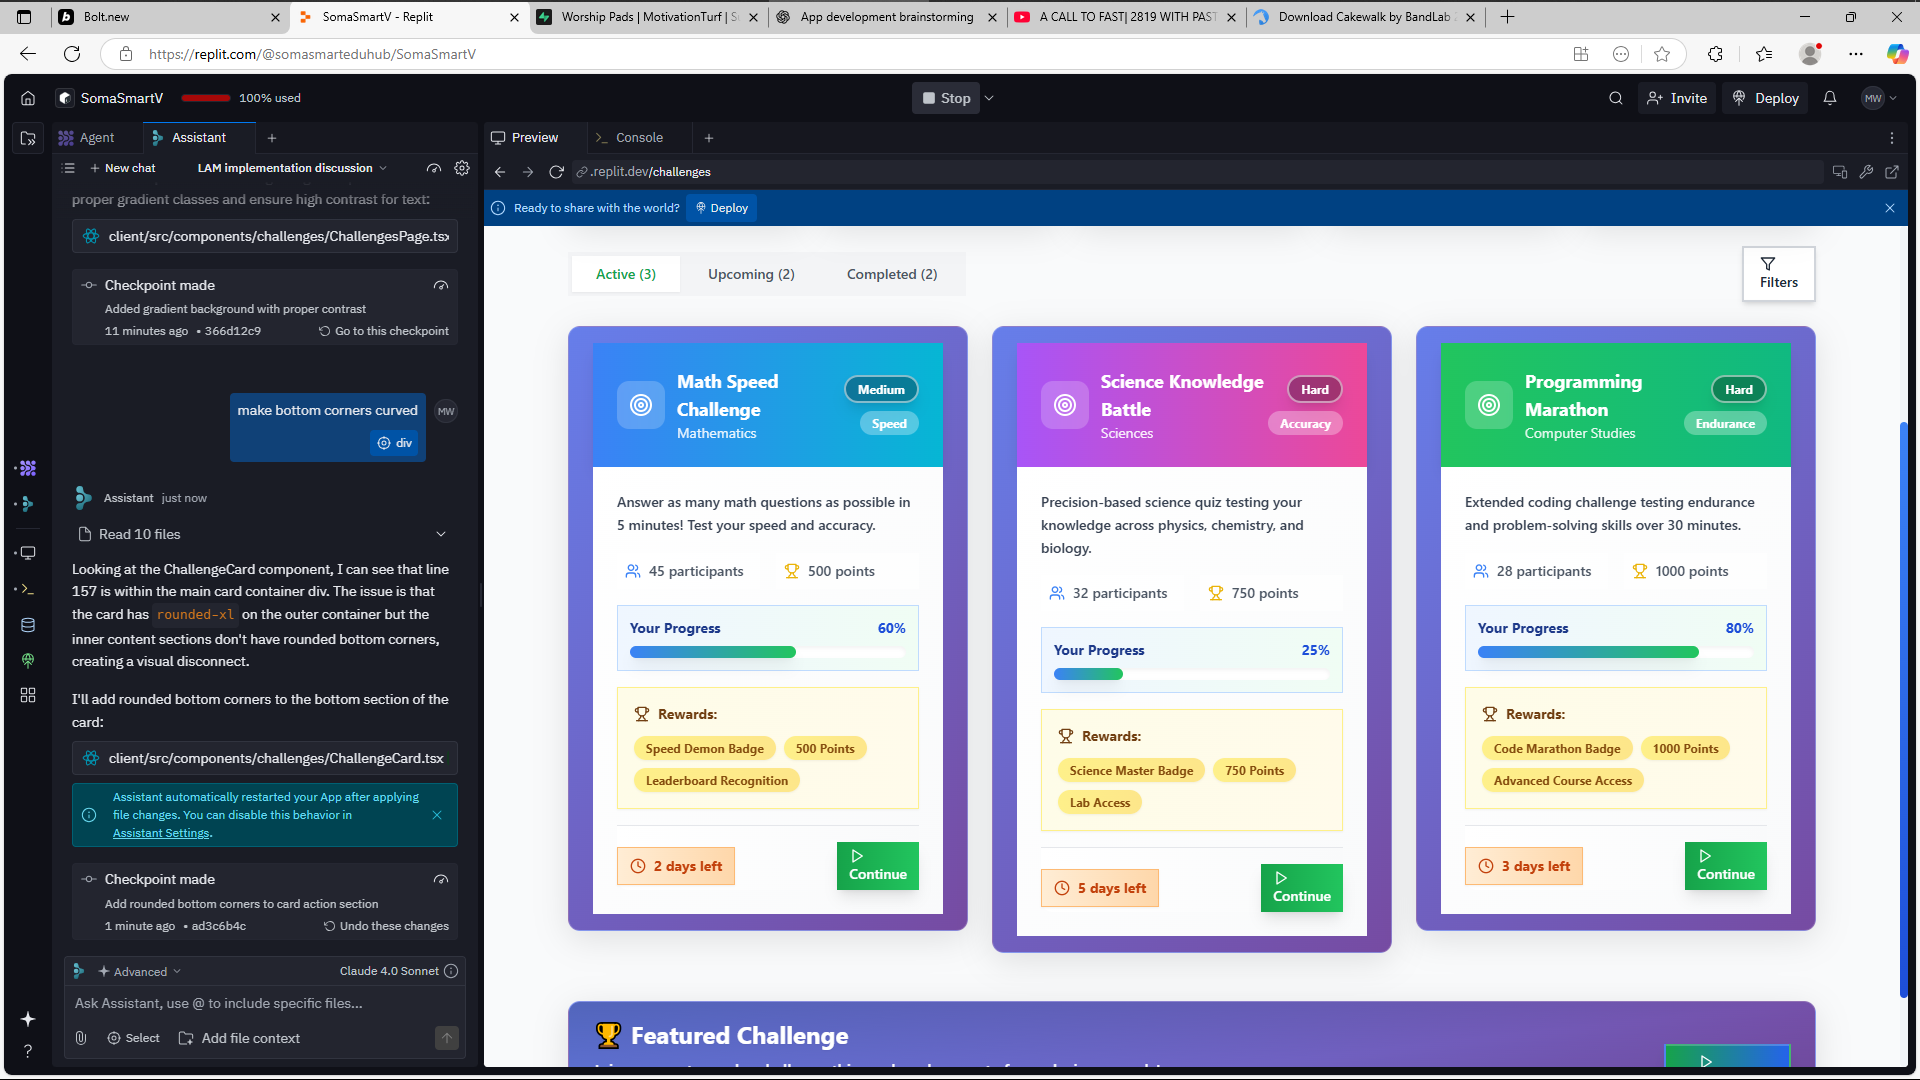 Bolt.new
SomaSmartV - Replit
Worship Pads | MotivationTurf | S
App development brainstorming
A CALL TO FAST| 2819 WITH PAST
Download Cakewalk by BandLab
https://replit.com/@somasmarteduhub/SomaSmartV
SomaSmartV
100% used
Stop
Invite
Deploy
MW
Agent
Assistant
Preview
Console
New chat
LAM implementation discussion
.replit.dev/challenges
proper gradient classes and ensure high contrast for text:
client/src/components/challenges/ChallengesPage.tsx
Checkpoint made
Added gradient background with proper contrast
11 minutes ago • 366d12c9
Go to this checkpoint
make bottom corners curved
div
MW
Assistant just now
Read 10 files
Looking at the ChallengeCard component, I can see that line
157 is within the main card container div. The issue is that
the card has rounded-xl on the outer container but the
inner content sections don't have rounded bottom corners,
creating a visual disconnect.
I'll add rounded bottom corners to the bottom section of the
card:
client/src/components/challenges/ChallengeCard.tsx
Assistant automatically restarted your App after applying
file changes. You can disable this behavior in
Assistant Settings.
Checkpoint made
Add rounded bottom corners to card action section
1 minute ago • ad3c6b4c
Undo these changes
Advanced
Claude 4.0 Sonnet
Ask Assistant, use @ to include specific files...
Select
Add file context
?
Ready to share with the world?
Deploy
Active (3)
Upcoming (2)
Completed (2)
Filters
Math Speed
Challenge
Mathematics
Medium
Speed
Answer as many math questions as possible in
5 minutes! Test your speed and accuracy.
45 participants
500 points
Your Progress
60%
Rewards:
Speed Demon Badge
500 Points
Leaderboard Recognition
2 days left
Continue
Science Knowledge
Battle
Sciences
Hard
Accuracy
Precision-based science quiz testing your
knowledge across physics, chemistry, and
biology.
32 participants
750 points
Your Progress
25%
Rewards:
Science Master Badge
750 Points
Lab Access
5 days left
Continue
Programming
Marathon
Computer Studies
Hard
Endurance
Extended coding challenge testing endurance
and problem-solving skills over 30 minutes.
28 participants
1000 points
Your Progress
80%
Rewards:
Code Marathon Badge
1000 Points
Advanced Course Access
3 days left
Continue
Featured Challenge